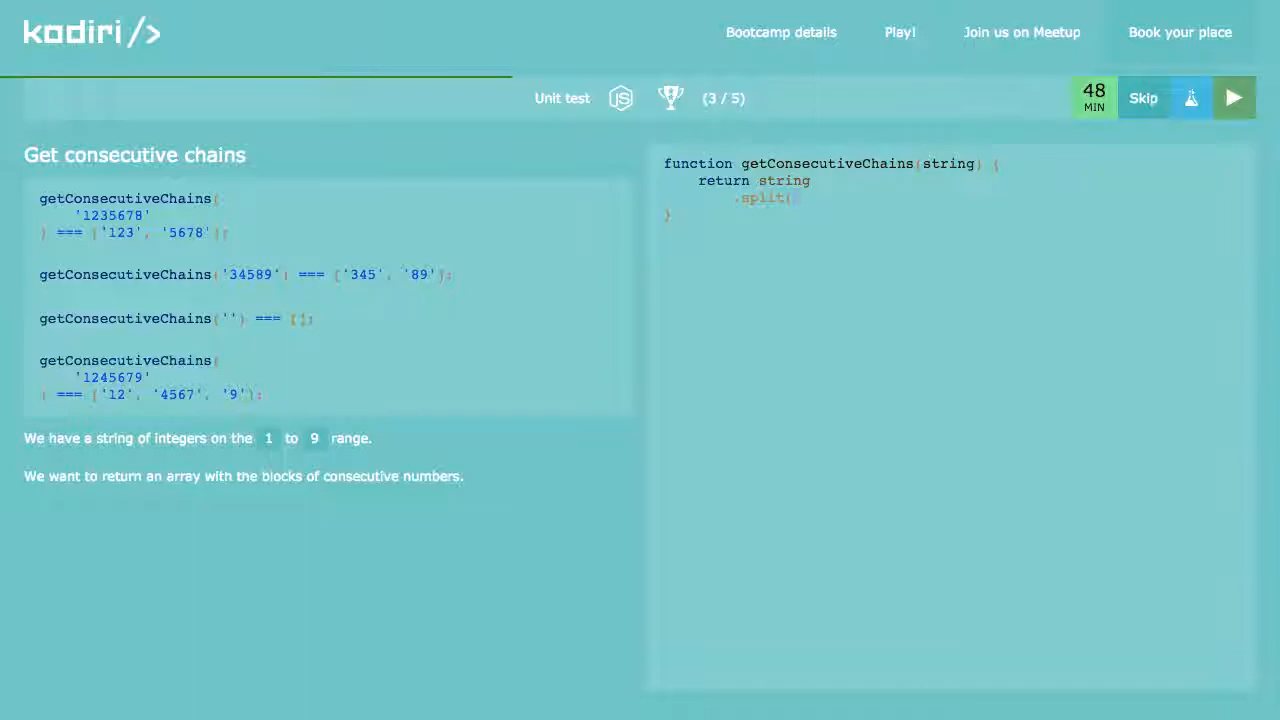 kodiri/>
Bootcamp details
Play!
Join us on Meetup
Book your place
Unit test
JS
(3 / 5)
48
MIN
Skip
Get consecutive chains
getConsecutiveChains(
'1235678'
) === ['123', '5678'];
getConsecutiveChains('34589') === ['345', '89'];
getConsecutiveChains('') === [];
getConsecutiveChains(
'1245679'
) === ['12', '4567', '9'];
We have a string of integers on the 1 to 9 range.
We want to return an array with the blocks of consecutive numbers.
function getConsecutiveChains(string) {
return string
.split(
}